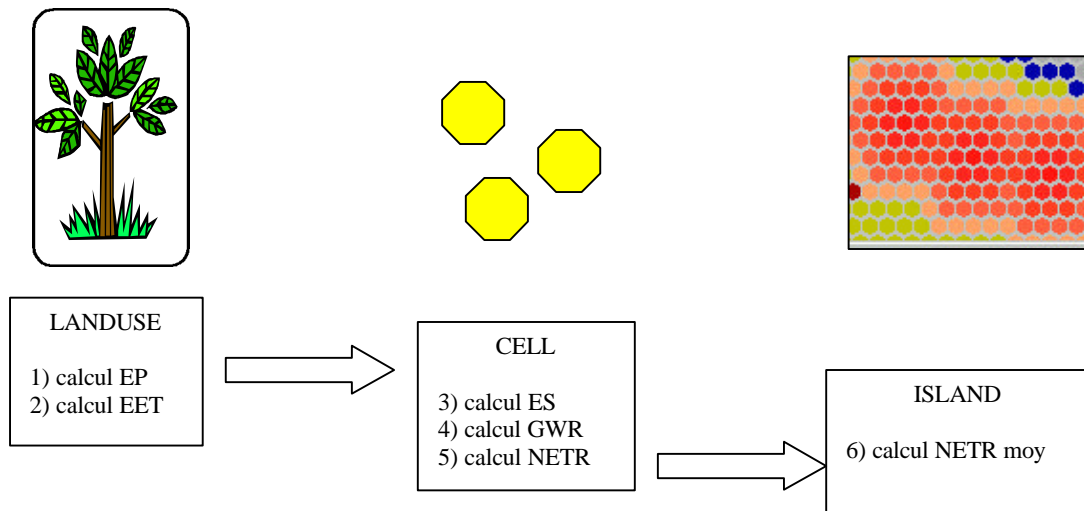 LANDUSE
1) calcul EP
2) calcul EET
CELL
3) calcul ES
4) calcul GWR
5) calcul NETR
ISLAND
6) calcul NETR moy